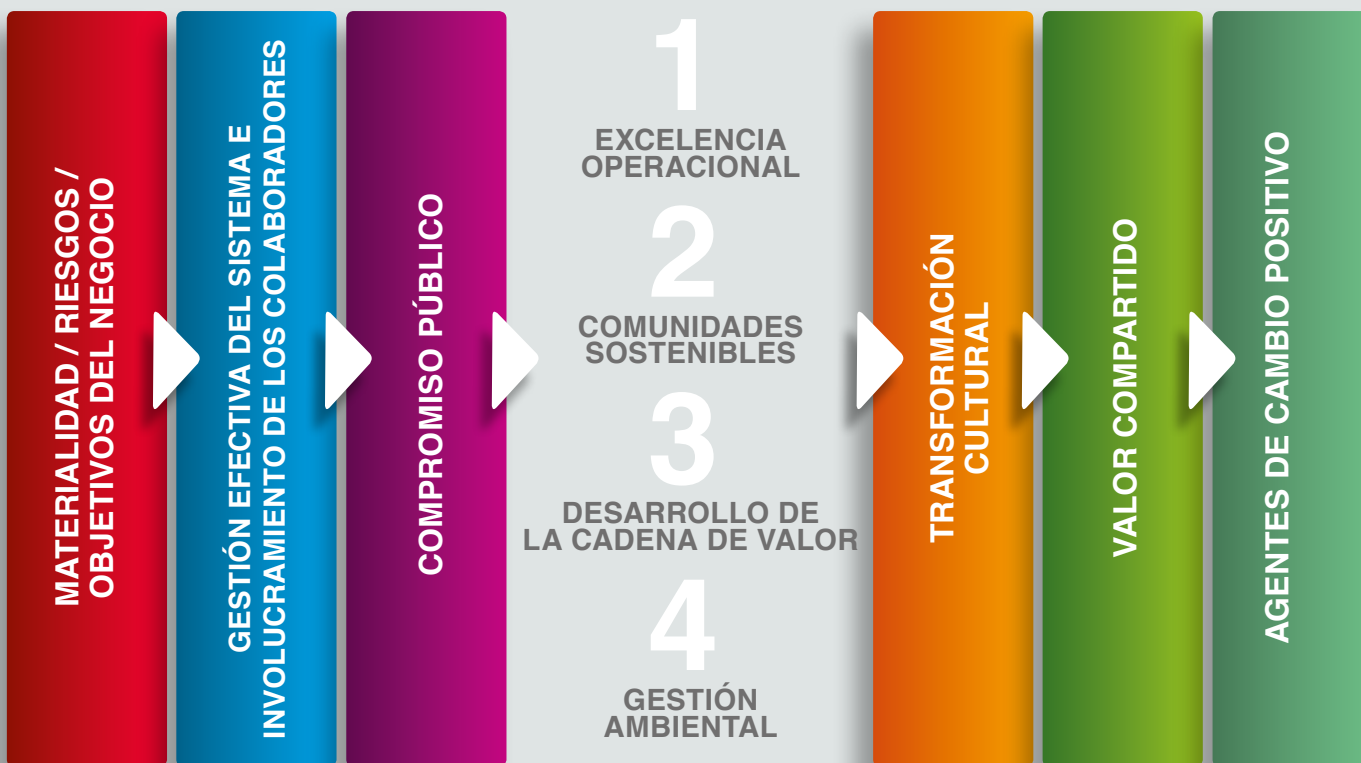 MATERIALIDAD / RIESGOS /
OBJETIVOS DEL NEGOCIO
GESTIÓN EFECTIVA DEL SISTEMA E
INVOLUCRAMIENTO DE LOS COLABORADORES
COMPROMISO PÚBLICO
1
EXCELENCIA
OPERACIONAL
2
COMUNIDADES
SOSTENIBLES
3
DESARROLLO DE
LA CADENA DE VALOR
4
GESTIÓN
AMBIENTAL
TRANSFORMACIÓN
CULTURAL
VALOR COMPARTIDO
AGENTES DE CAMBIO POSITIVO